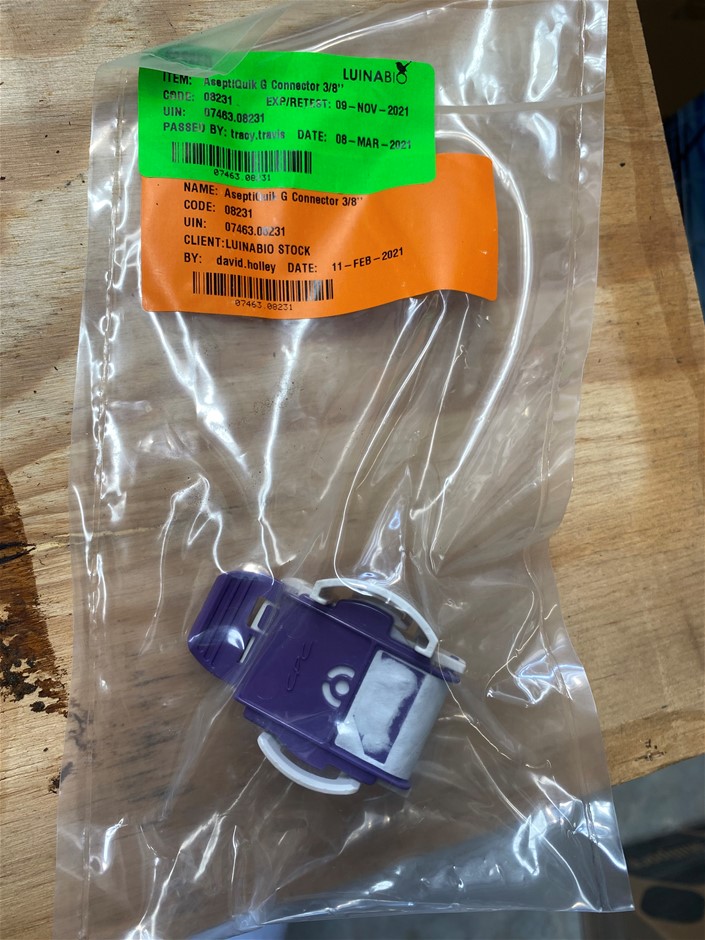 LUINABIO
ITEM: AseptiQuik G Connector 3/8"
CODE: 08231 EXP/RETEST: 09-NOV-2021
UIN: 07463.08231
PASSED BY: tracy.travis DATE: 08-MAR-2021
07463.08231
NAME: AseptiQuik G Connector 3/8"
CODE: 08231
UIN: 07463.08231
CLIENT:LUINABIO STOCK
BY: david.holley DATE: 11-FEB-2021
07463.08231
CPC